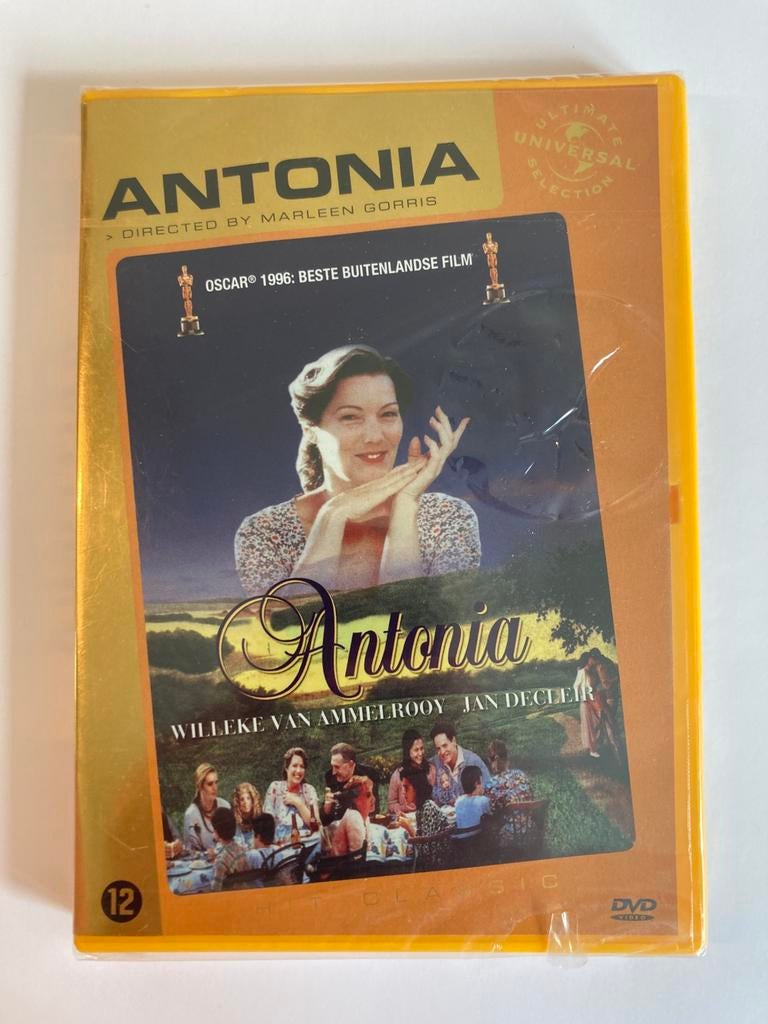 ANTONIA
> DIRECTED BY MARLEEN GORRIS
ULTIMATE
UNIVERSAL
SELECTION
OSCAR® 1996: BESTE BUITENLANDSE FILM
Antonia
WILLEKE VAN AMMELROOY JAN DECLEIR
HIT CLASSIC
12
DVD
VIDEO